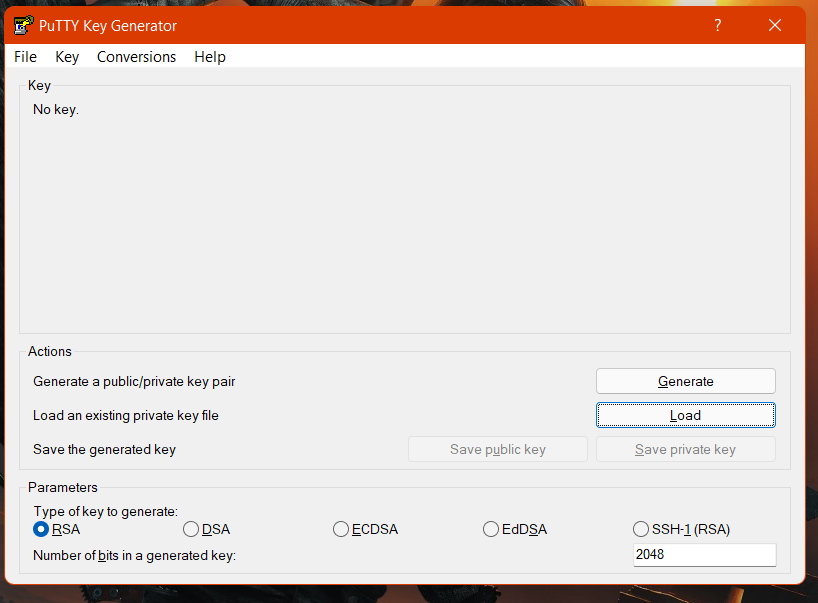 PuTTY Key Generator
?
File Key Conversions Help
Key
No key.
Actions
Generate a public/private key pair
Generate
Load an existing private key file
Load
Save the generated key
Save public key
Save private key
Parameters
Type of key to generate:
RSA DSA ECDSA EdDSA SSH-1 (RSA)
Number of bits in a generated key:
2048